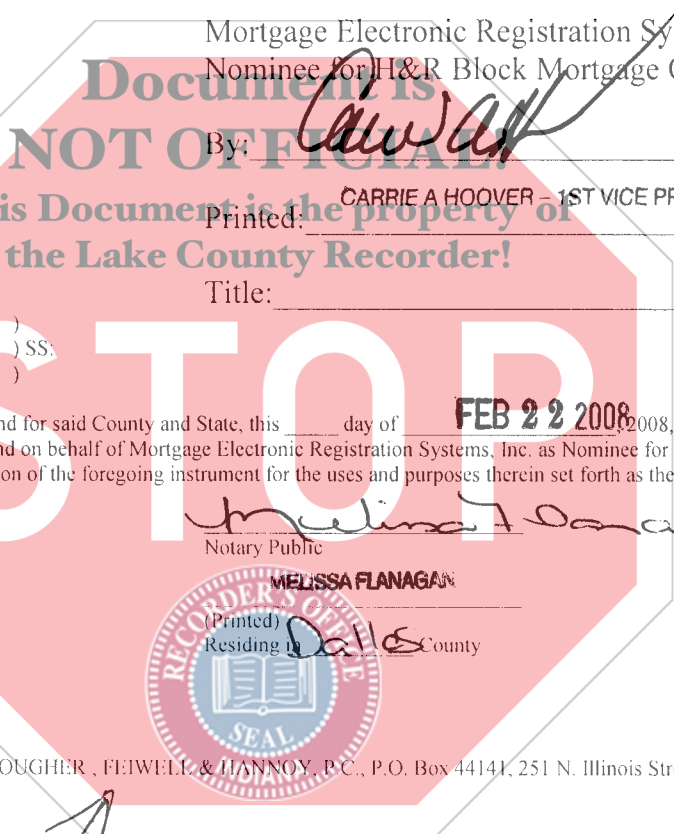 Mortgage Electronic Registration Sy
Nominee for H&R Block Mortgage
Document is
NOT OFFICIAL!
is Document is the property of
the Lake County Recorder!
By:
Printed: CARRIE A HOOVER – 1ST VICE PR
Title:
)
) SS:
)
STOP
nd for said County and State, this ______ day of FEB 2 2 2008, 2008,
nd on behalf of Mortgage Electronic Registration Systems, Inc. as Nominee for
on of the foregoing instrument for the uses and purposes therein set forth as the
Notary Public
MELISSA FLANAGAN
(Printed)
Residing in Dallas County
RECORDER'S OFFICE
SEAL
INDIANA
OUGHER , FEIWELL & HANNOY, P.C., P.O. Box 44141, 251 N. Illinois Str